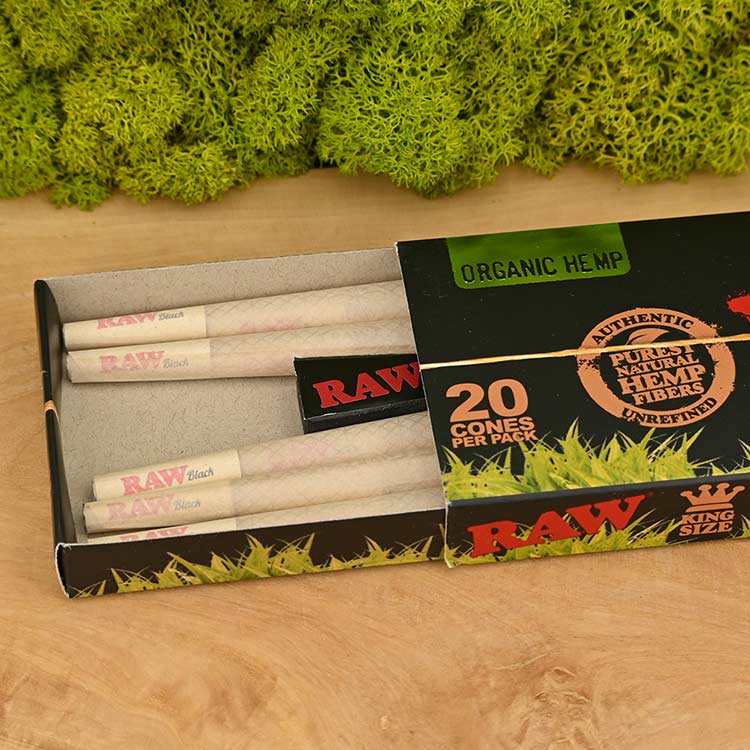 ORGANIC HEMP
AUTHENTIC
PUREST
NATURAL
HEMP
FIBERS
UNREFINED
20
CONES
PER PACK
RAW
KING
SIZE
RAW Black
RAW Black
RAW
RAW Black
RAW Black
RAW